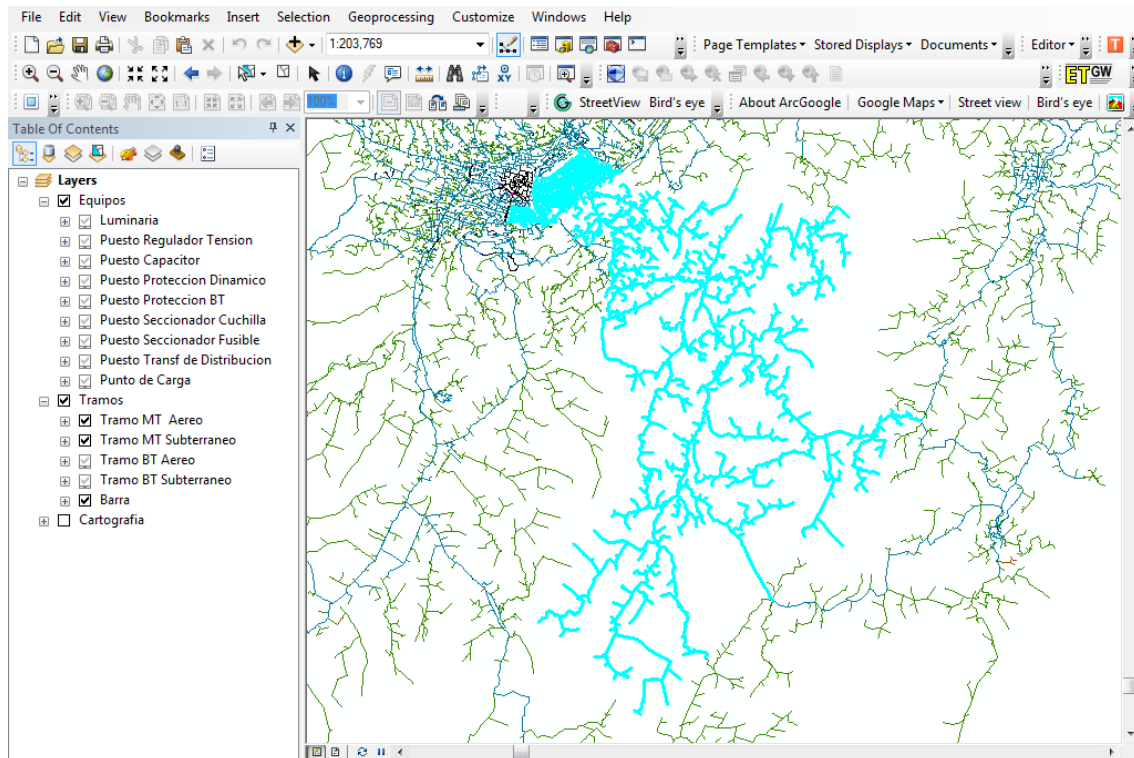 File Edit View Bookmarks Insert Selection Geoprocessing Customize Windows Help
1:203,769 Page Templates Stored Displays Documents Editor T
XY ET GW
100% StreetView Bird's eye About ArcGoogle Google Maps Street view Bird's eye
Table Of Contents
Layers
Equipos
Luminaria
Puesto Regulador Tension
Puesto Capacitor
Puesto Proteccion Dinamico
Puesto Proteccion BT
Puesto Seccionador Cuchilla
Puesto Seccionador Fusible
Puesto Transf de Distribucion
Punto de Carga
Tramos
Tramo MT Aereo
Tramo MT Subterraneo
Tramo BT Aereo
Tramo BT Subterraneo
Barra
Cartografia